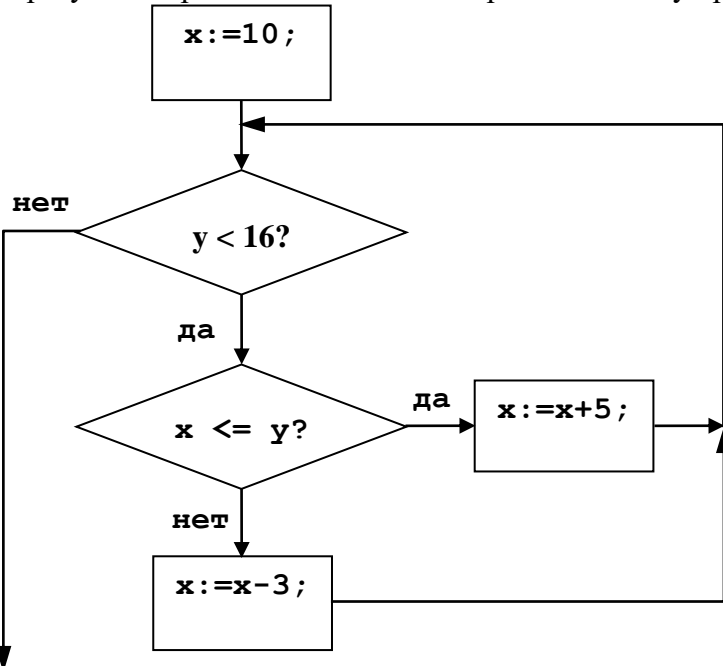 x:=10;
нет
y < 16?
да
x <= y?
да
x:=x+5;
нет
x:=x-3;